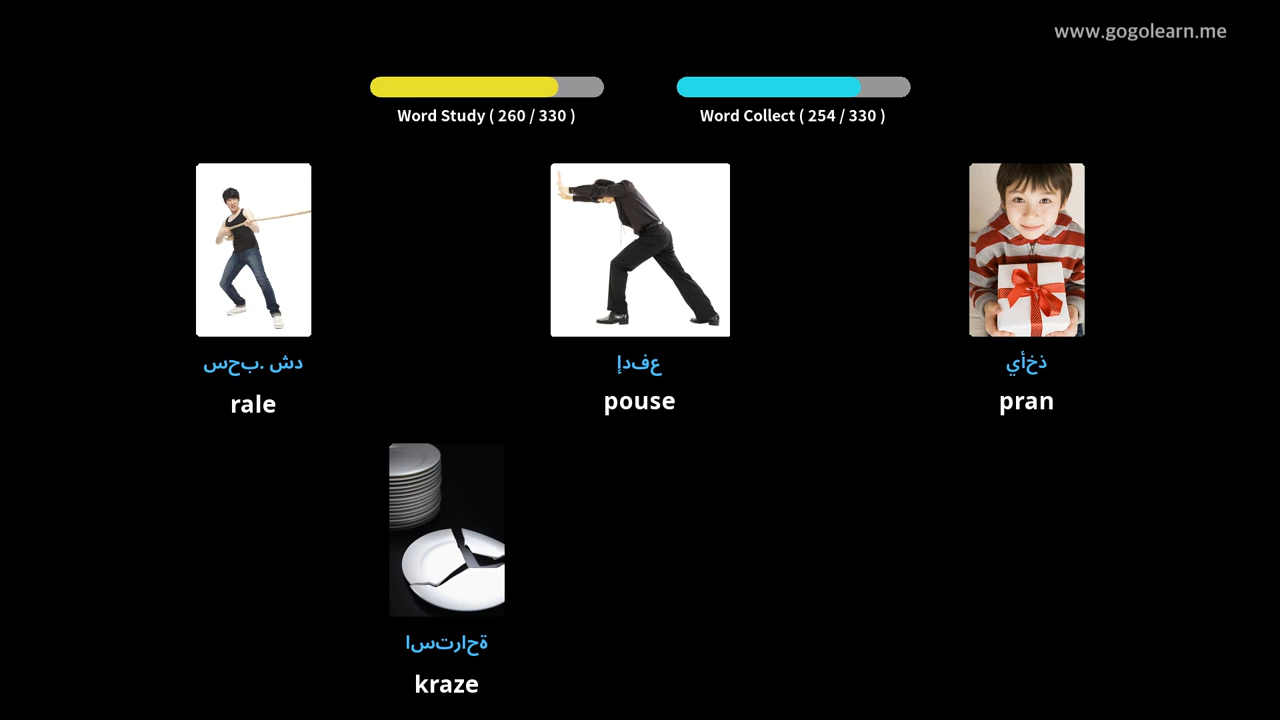 www.gogolearn.me
Word Study ( 260 / 330 )
Word Collect ( 254 / 330 )
دش .بحس
عفدإ
ذخأي
rale
pouse
pran
ةحارتسا
kraze